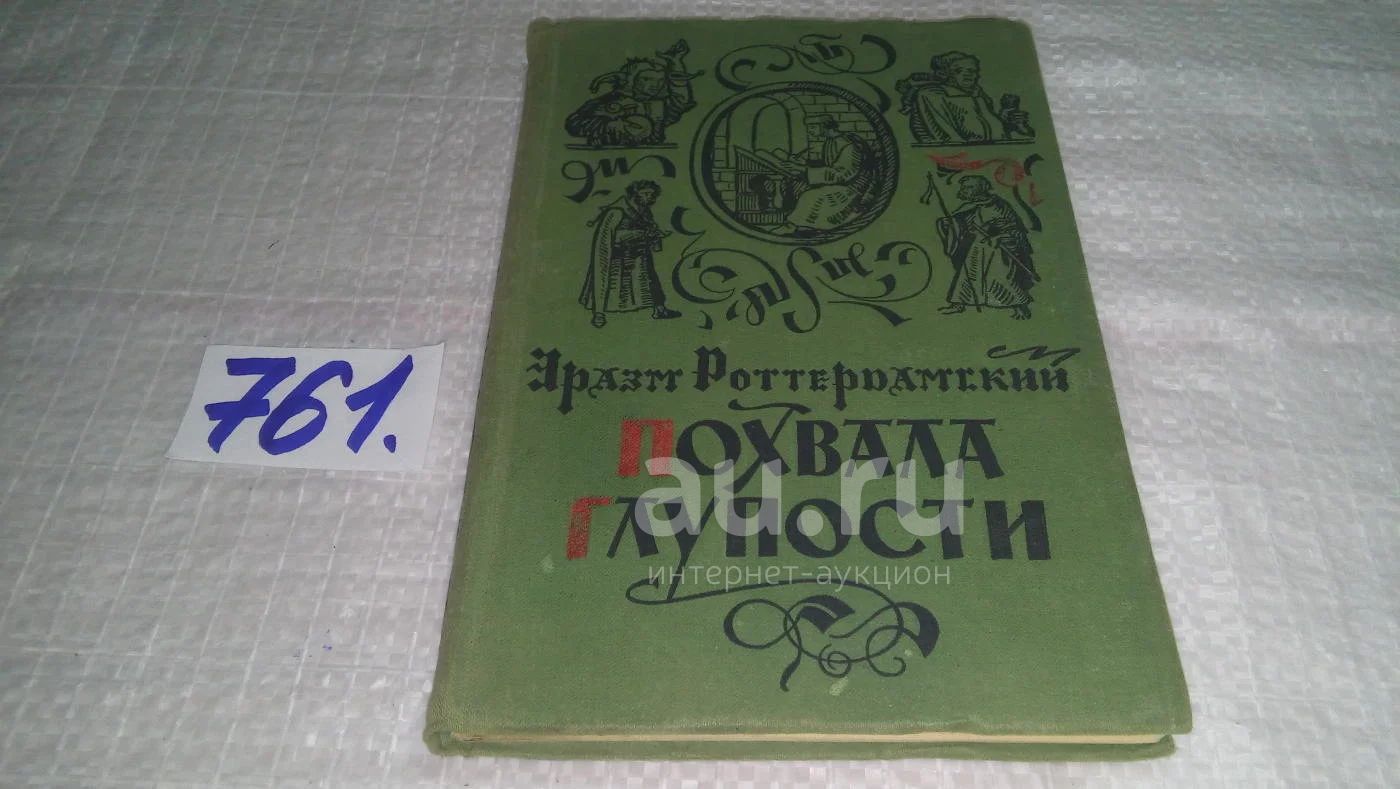 761.
Эразм Роттердамский
ПОХВАЛА
ГЛУПОСТИ
au.ru
интернет-аукцион